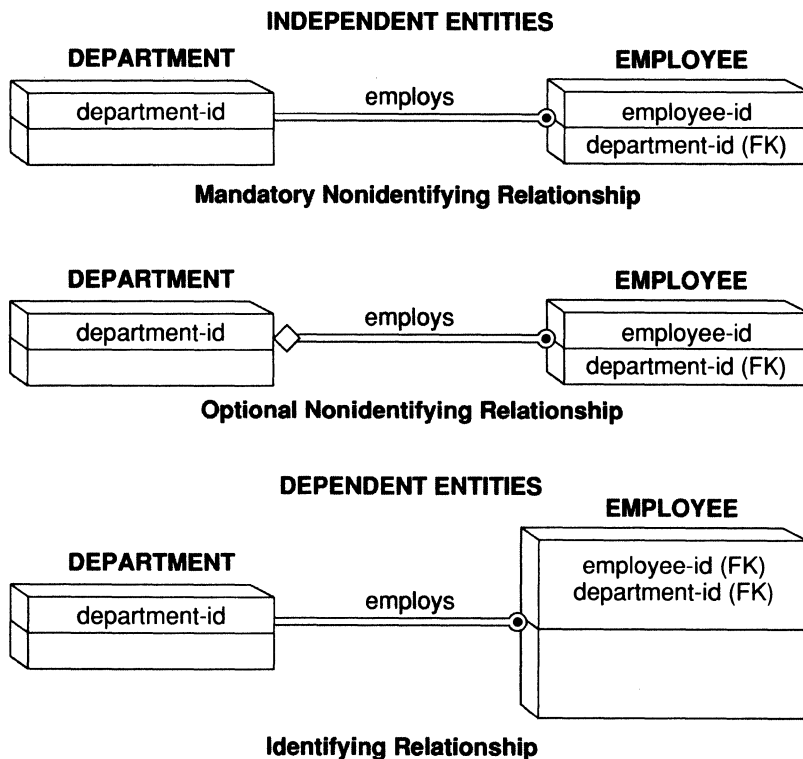 INDEPENDENT ENTITIES
DEPARTMENT
EMPLOYEE
department-id
employs
employee-id
department-id (FK)
Mandatory Nonidentifying Relationship
DEPARTMENT
EMPLOYEE
department-id
employs
employee-id
department-id (FK)
Optional Nonidentifying Relationship
DEPENDENT ENTITIES
EMPLOYEE
DEPARTMENT
employee-id (FK)
department-id (FK)
department-id
employs
Identifying Relationship